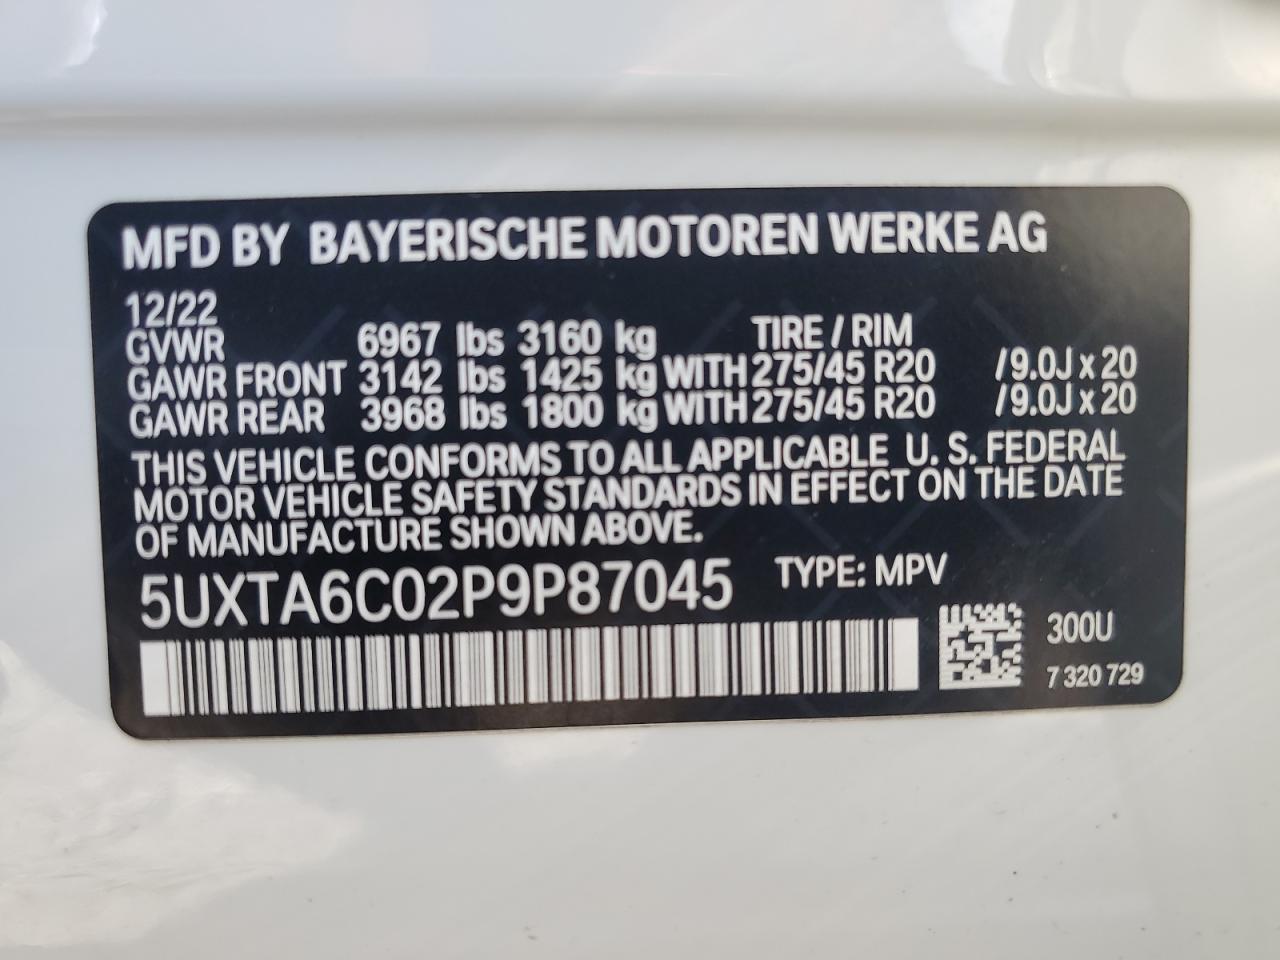 MFD BY BAYERISCHE MOTOREN WERKE AG
12/22
GVWR 6967 lbs 3160 kg TIRE / RIM
GAWR FRONT 3142 lbs 1425 kg WITH 275/45 R20 /9.0J x 20
GAWR REAR 3968 lbs 1800 kg WITH 275/45 R20 /9.0J x 20
THIS VEHICLE CONFORMS TO ALL APPLICABLE U. S. FEDERAL
MOTOR VEHICLE SAFETY STANDARDS IN EFFECT ON THE DATE
OF MANUFACTURE SHOWN ABOVE.
5UXTA6C02P9P87045 TYPE: MPV
300U
7 320 729